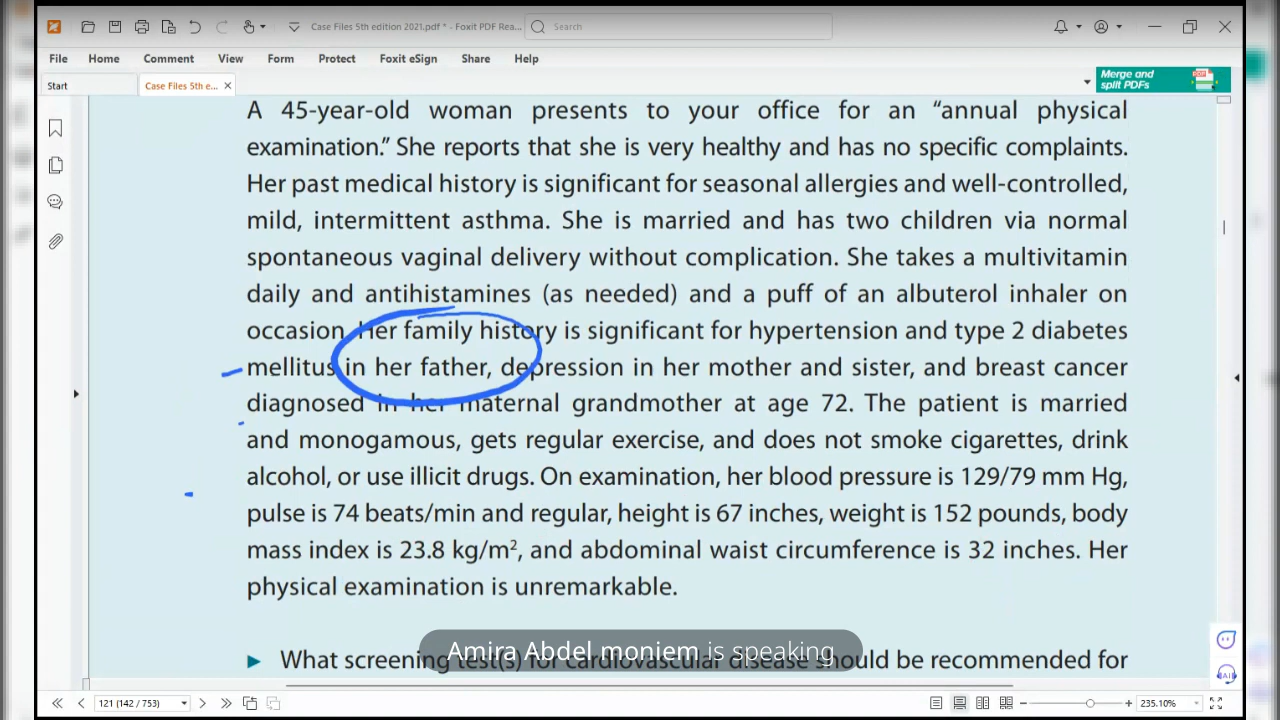 Case Files 5th edition 2021.pdf * - Foxit PDF Rea...
Search
File Home Comment View Form Protect Foxit eSign Share Help
Start
Case Files 5th e...
Merge and
split PDFs
A 45-year-old woman presents to your office for an “annual physical
examination.” She reports that she is very healthy and has no specific complaints.
Her past medical history is significant for seasonal allergies and well-controlled,
mild, intermittent asthma. She is married and has two children via normal
spontaneous vaginal delivery without complication. She takes a multivitamin
daily and antihistamines (as needed) and a puff of an albuterol inhaler on
occasion. Her family history is significant for hypertension and type 2 diabetes
mellitus in her father, depression in her mother and sister, and breast cancer
diagnosed in her maternal grandmother at age 72. The patient is married
and monogamous, gets regular exercise, and does not smoke cigarettes, drink
alcohol, or use illicit drugs. On examination, her blood pressure is 129/79 mm Hg,
pulse is 74 beats/min and regular, height is 67 inches, weight is 152 pounds, body
mass index is 23.8 kg/m², and abdominal waist circumference is 32 inches. Her
physical examination is unremarkable.
What screening test(s) for cardiovascular disease should be recommended for
Amira Abdel moniem is speaking
121 (142 / 753)
235.10%